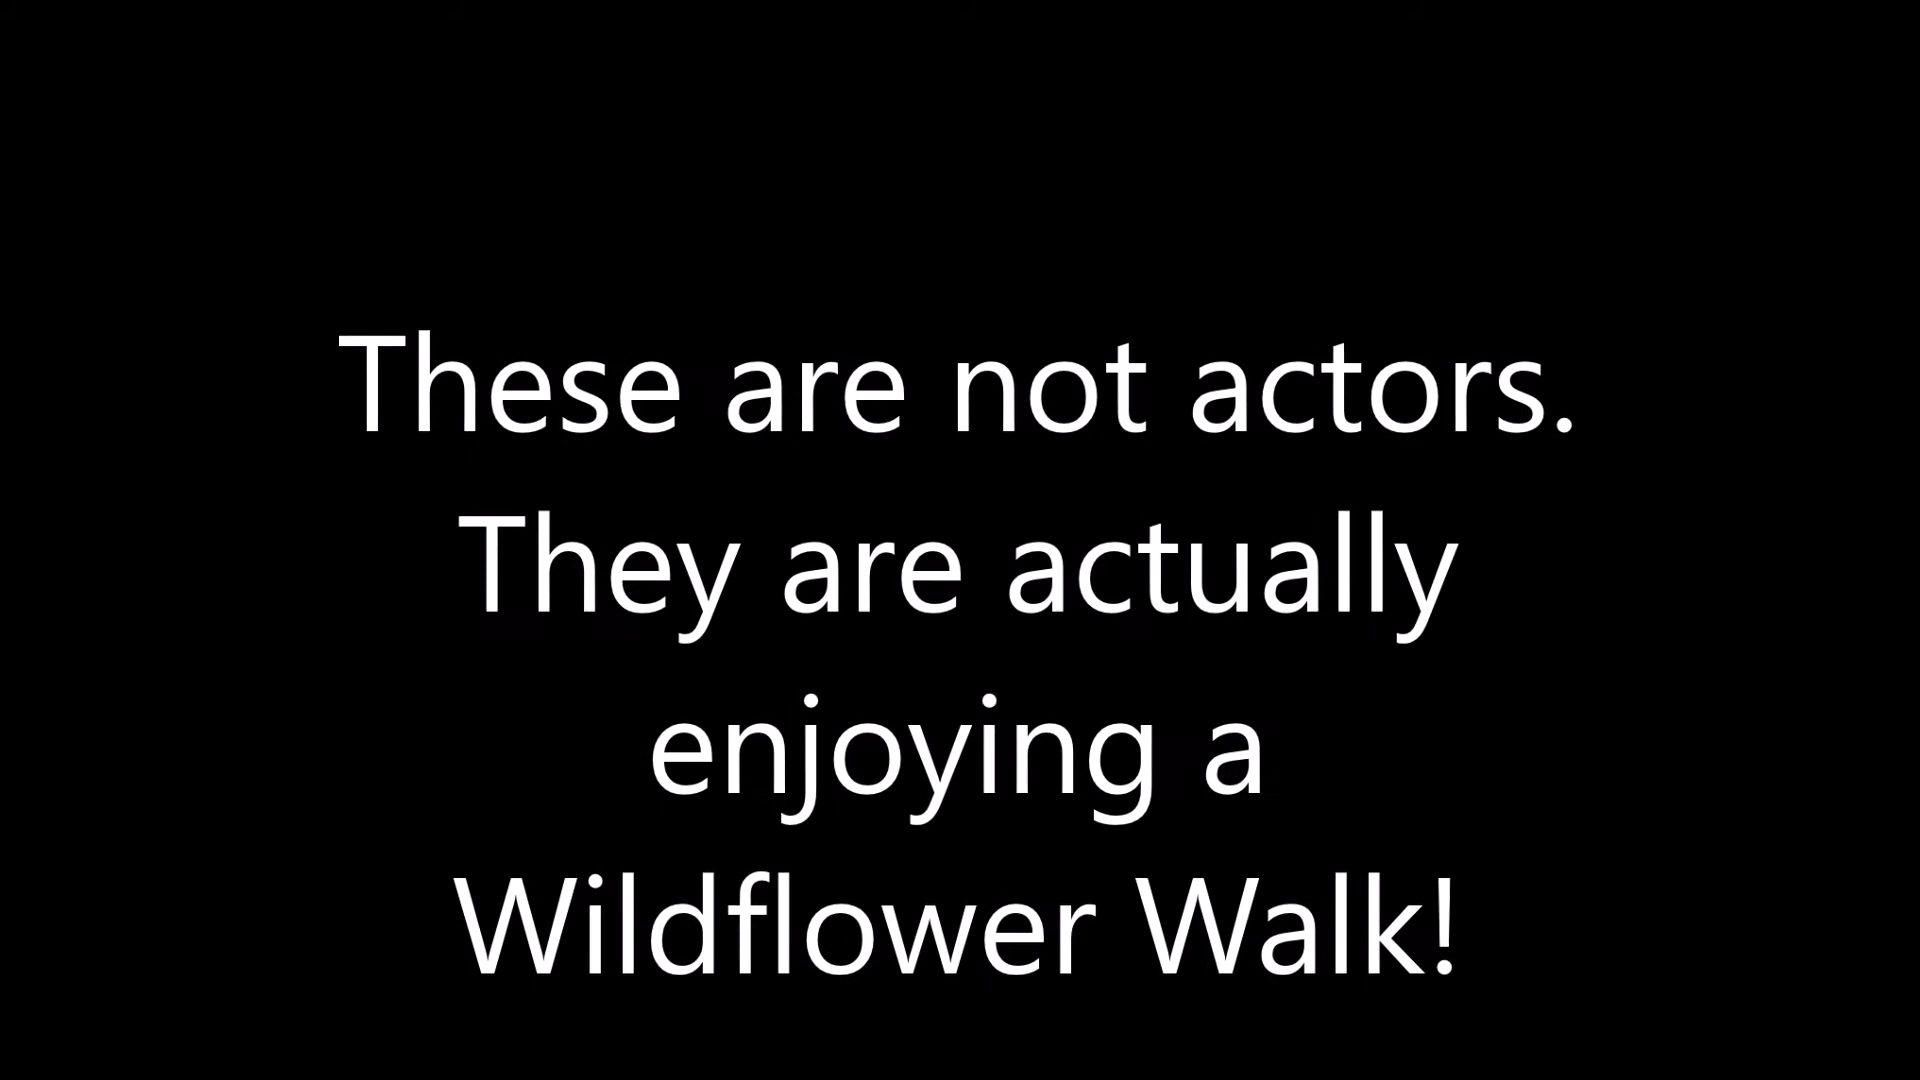 These are not actors.
They are actually
enjoying a
Wildflower Walk!